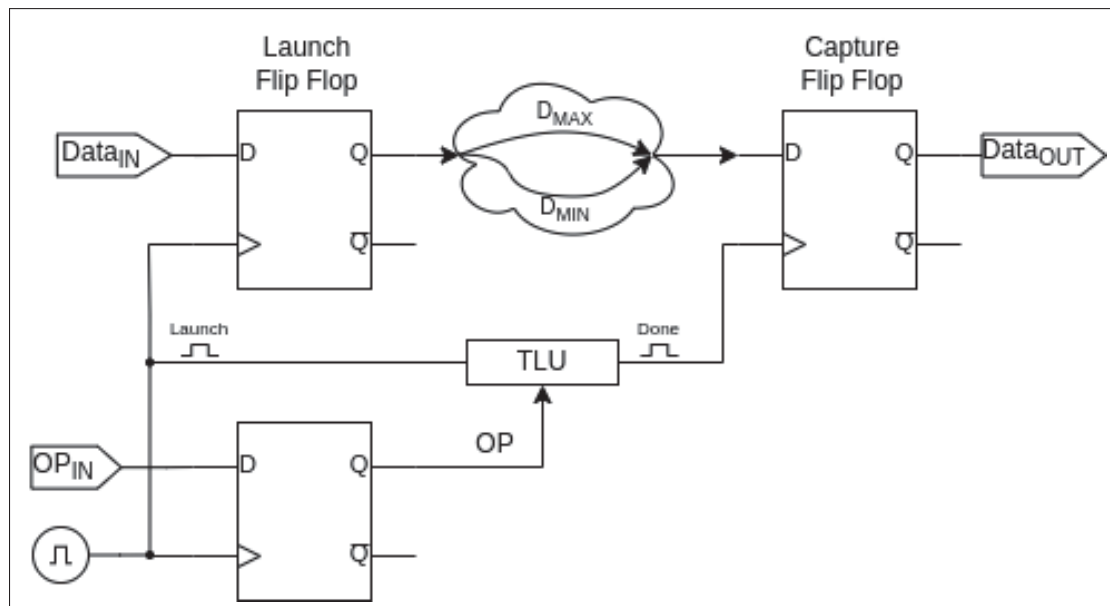 Launch
Flip Flop
Capture
Flip Flop
DMAX
DataIN
D
Q
D
Q
DataOUT
DMIN
Q̅
Q̅
Launch
Done
TLU
OP
OPIN
D
Q
Q̅